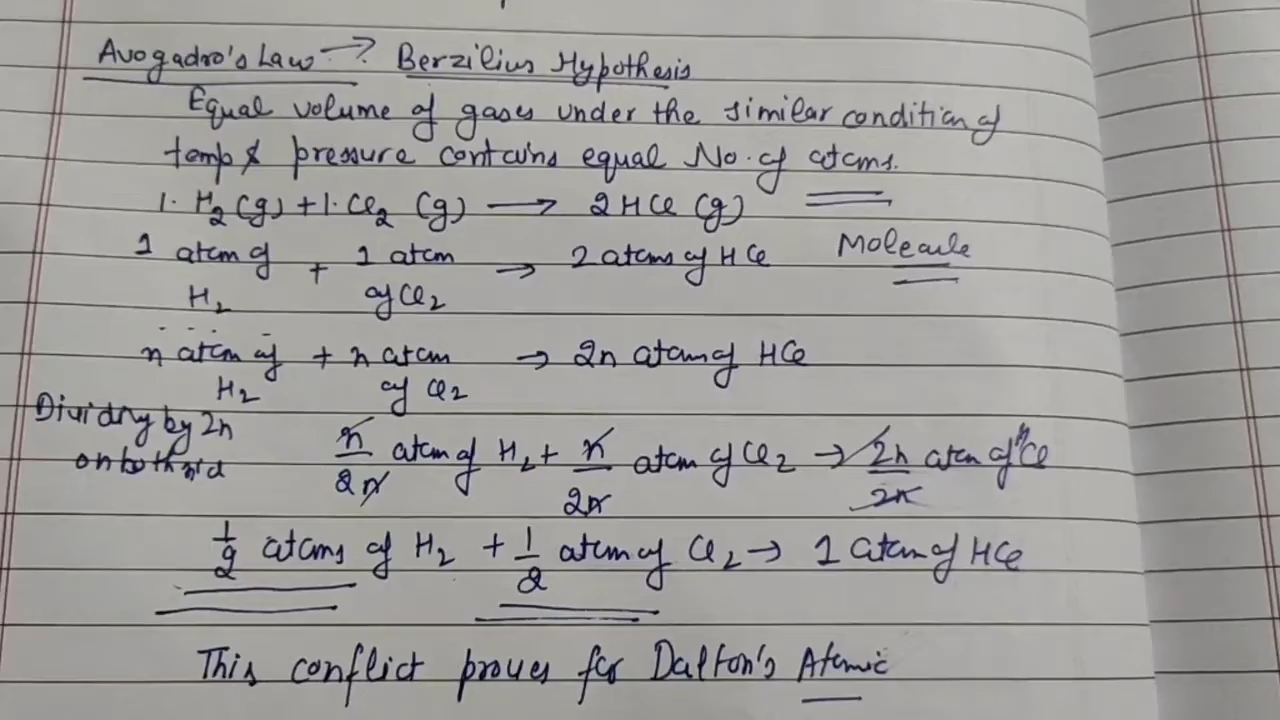 Avogadro's Law → ? Berzilius Hypothesis
Equal volume of gases under the similar condition of
temp & pressure contains equal No. of atoms.
1. H₂(g) + 1. Cl₂ (g) → 2HCl (g)
Molecule
1 atom of H₂ + 1 atom of Cl₂ → 2 atoms of HCl
n atom of H₂ + n atom of Cl₂ → 2n atom of HCl
Dividing by 2n
on both sid
n/2n atom of H₂ + n/2n atom of Cl₂ → 2n/2n atom of HCl
1/2 atoms of H₂ + 1/2 atom of Cl₂ → 1 atom of HCl
This conflict proves for Dalton's Atomic